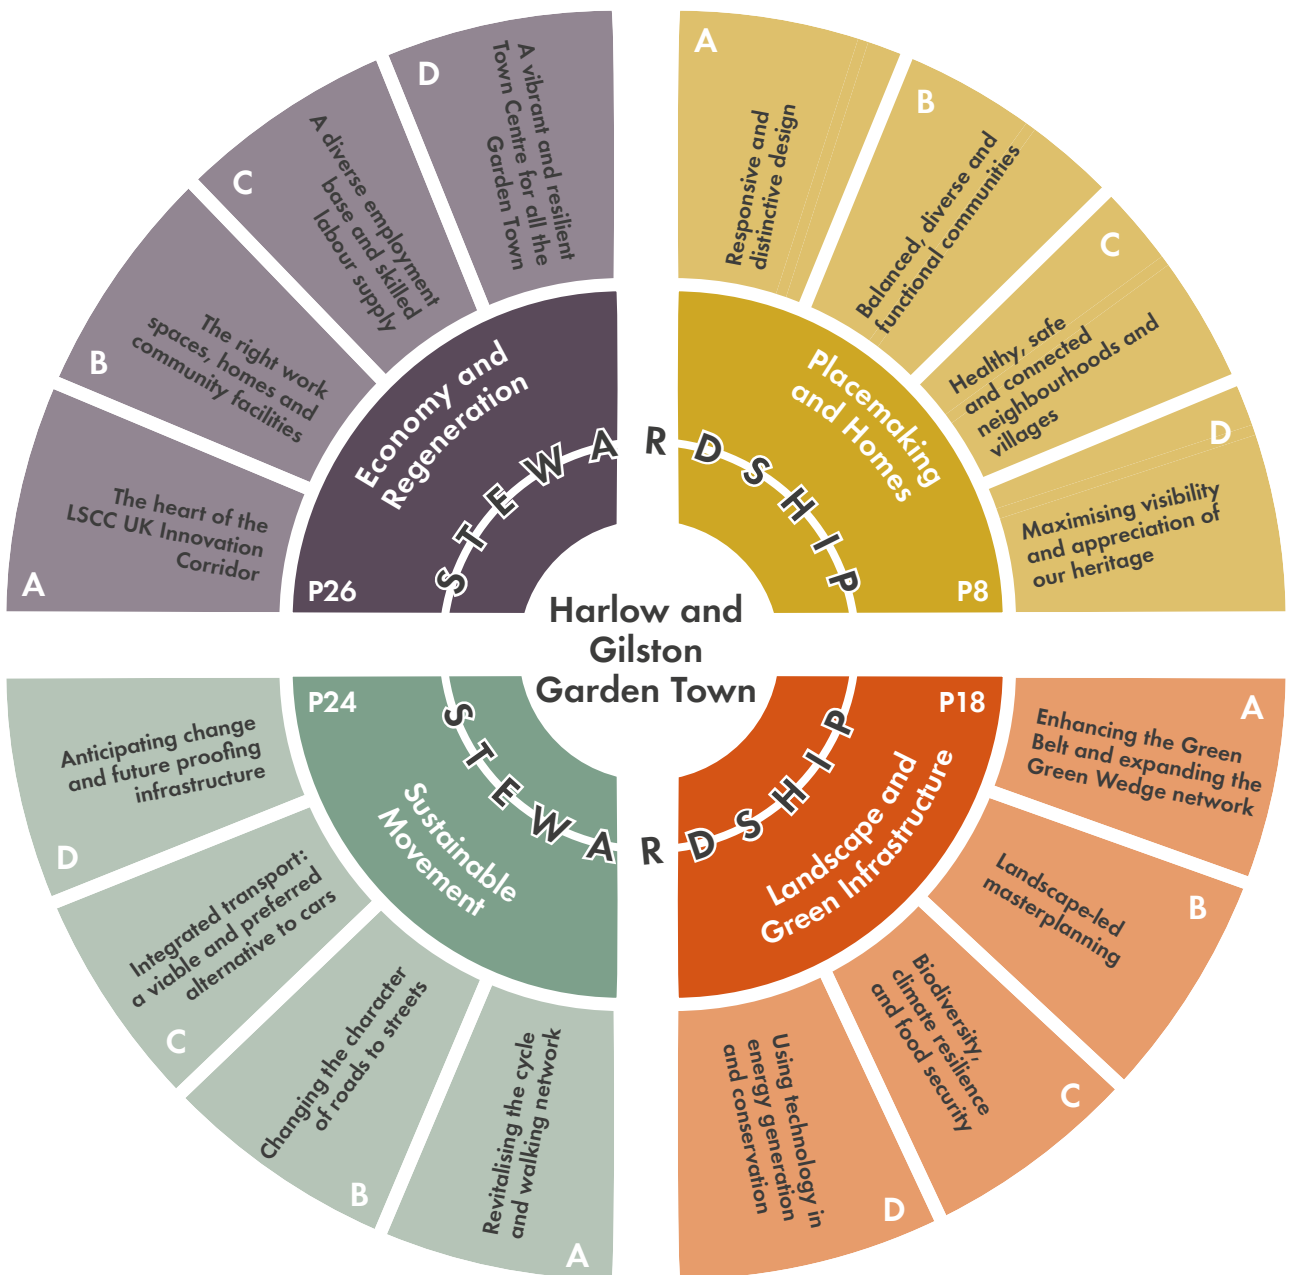 Harlow and
Gilston
Garden Town
STEWARDSHIP
STEWARDSHIP
Placemaking
and Homes
P8
A
Responsive and
distinctive design
B
Balanced, diverse and
functional communities
C
Healthy, safe
and connected
neighbourhoods and
villages
D
Maximising visibility
and appreciation of
our heritage
Landscape and
Green Infrastructure
P18
A
Enhancing the Green
Belt and expanding the
Green Wedge network
B
Landscape-led
masterplanning
C
Biodiversity,
climate resilience
and food security
D
Using technology in
energy generation
and conservation
Sustainable
Movement
P24
A
Revitalising the cycle
and walking network
B
Changing the character
of roads to streets
C
Integrated transport:
a viable and preferred
alternative to cars
D
Anticipating change
and future proofing
infrastructure
Economy and
Regeneration
P26
A
The heart of the
LSCC UK Innovation
Corridor
B
The right work
spaces, homes and
community facilities
C
A diverse employment
base and skilled
labour supply
D
A vibrant and resilient
Town Centre for all the
Garden Town